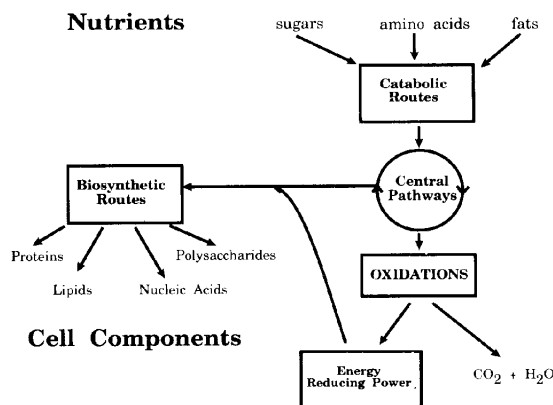 Nutrients
sugars
amino acids
fats
Catabolic
Routes
Central
Pathways
Biosynthetic
Routes
Proteins
Polysaccharides
Lipids
Nucleic Acids
OXIDATIONS
Cell Components
Energy
Reducing Power
CO2 + H2O